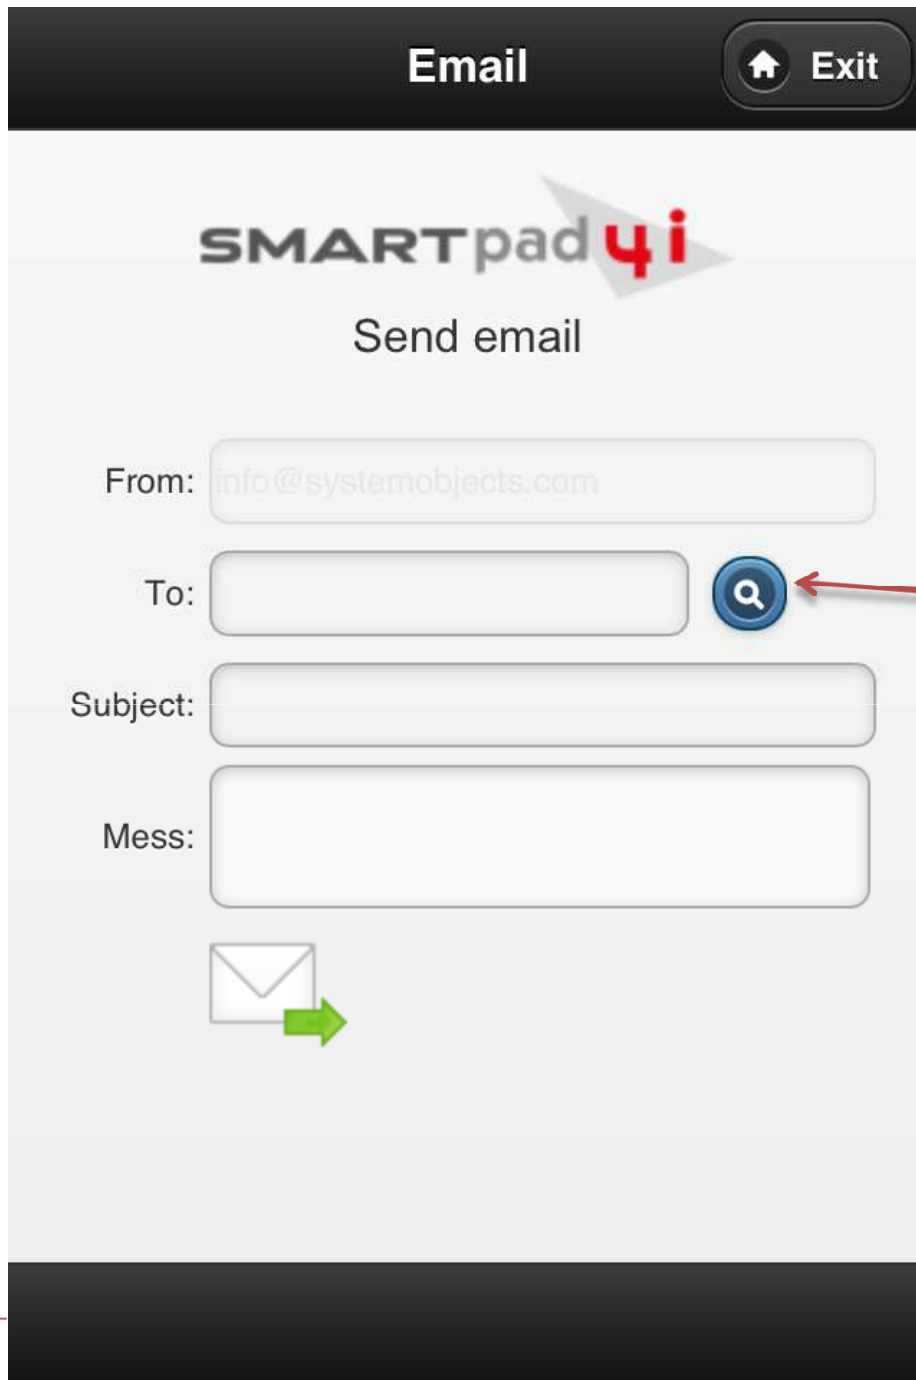 Email
Exit
SMARTpad4i
Send email
From: info@systemobjects.com
To:
Subject:
Mess: